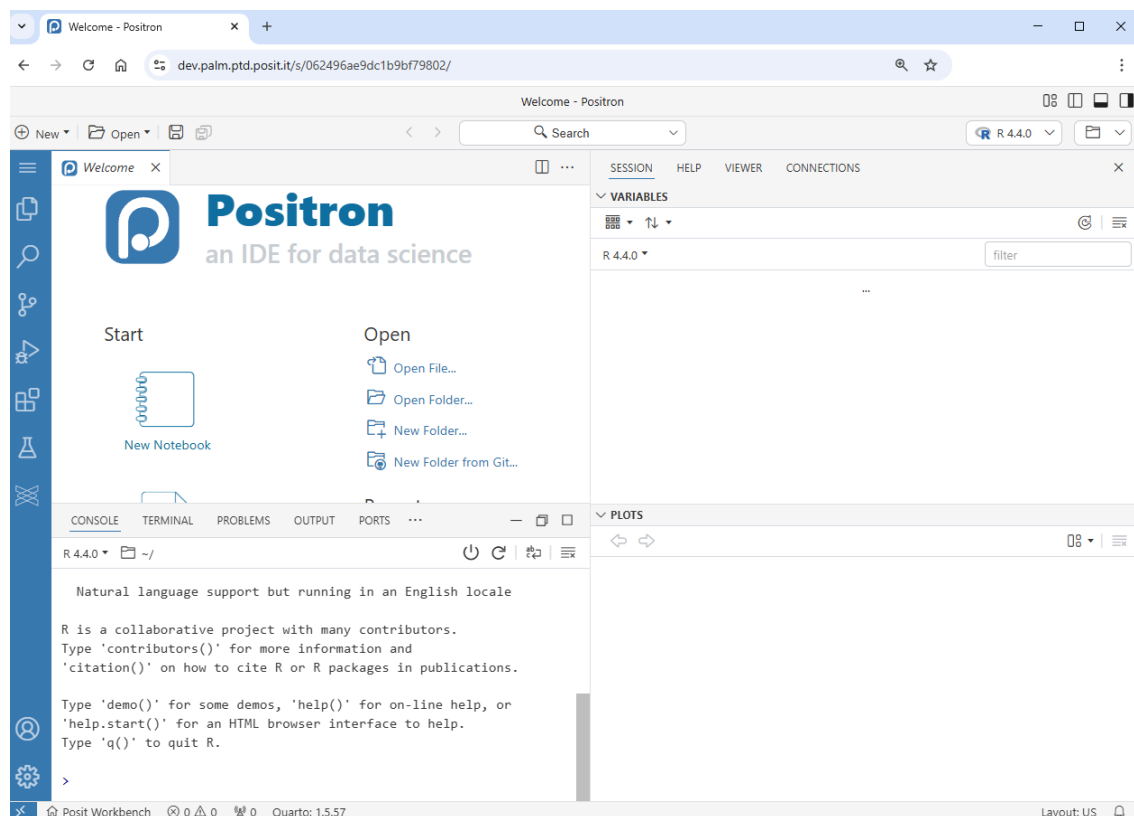 Welcome - Positron
dev.palm.ptd.posit.it/s/062496ae9dc1b9bf79802/
Welcome - Positron
New Open Search R 4.4.0
Welcome
Positron
an IDE for data science
Start
New Notebook
Open
Open File...
Open Folder...
New Folder...
New Folder from Git...
SESSION HELP VIEWER CONNECTIONS
VARIABLES
R 4.4.0 filter
...
CONSOLE TERMINAL PROBLEMS OUTPUT PORTS ...
R 4.4.0 ~/
Natural language support but running in an English locale
R is a collaborative project with many contributors.
Type 'contributors()' for more information and
'citation()' on how to cite R or R packages in publications.
Type 'demo()' for some demos, 'help()' for on-line help, or
'help.start()' for an HTML browser interface to help.
Type 'q()' to quit R.
>
PLOTS
Posit Workbench 0 0 0 Quarto: 1.5.57 Layout: US